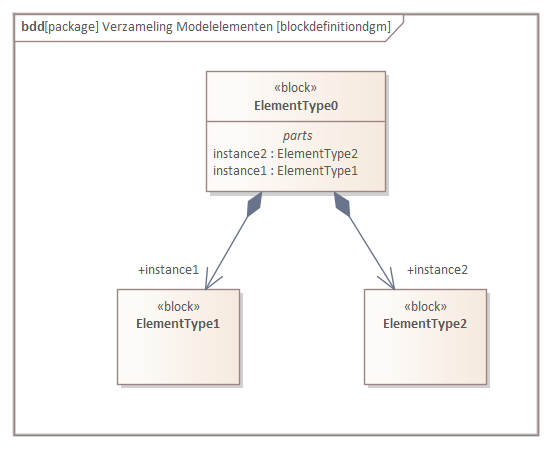 bdd[package] Verzameling Modelelementen [blockdefinitiondgm]
«block»
ElementType0
parts
instance2 : ElementType2
instance1 : ElementType1
+instance1
+instance2
«block»
ElementType1
«block»
ElementType2